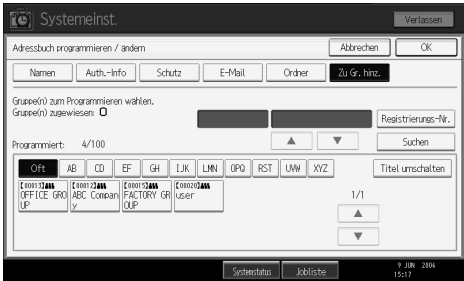 Systemeinst.
Verlassen
Adressbuch programmieren / ändern
Abbrechen
OK
Namen
Auth.-Info
Schutz
E-Mail
Ordner
Zu Gr. hinz.
Gruppe(n) zum Programmieren wählen.
Gruppe(n) zugewiesen: 0
Registrierungs-Nr.
Programmiert: 4/100
▲
▼
Suchen
Oft
AB
CD
EF
GH
IJK
LMN
OPQ
RST
UVW
XYZ
Titel umschalten
[00013]
OFFICE GRO
UP
[00012]
ABC Compan
y
[00015]
FACTORY GR
OUP
[00020]
user
1/1
▲
▼
Systemstatus
Jobliste
9 JUN 2006
15:17